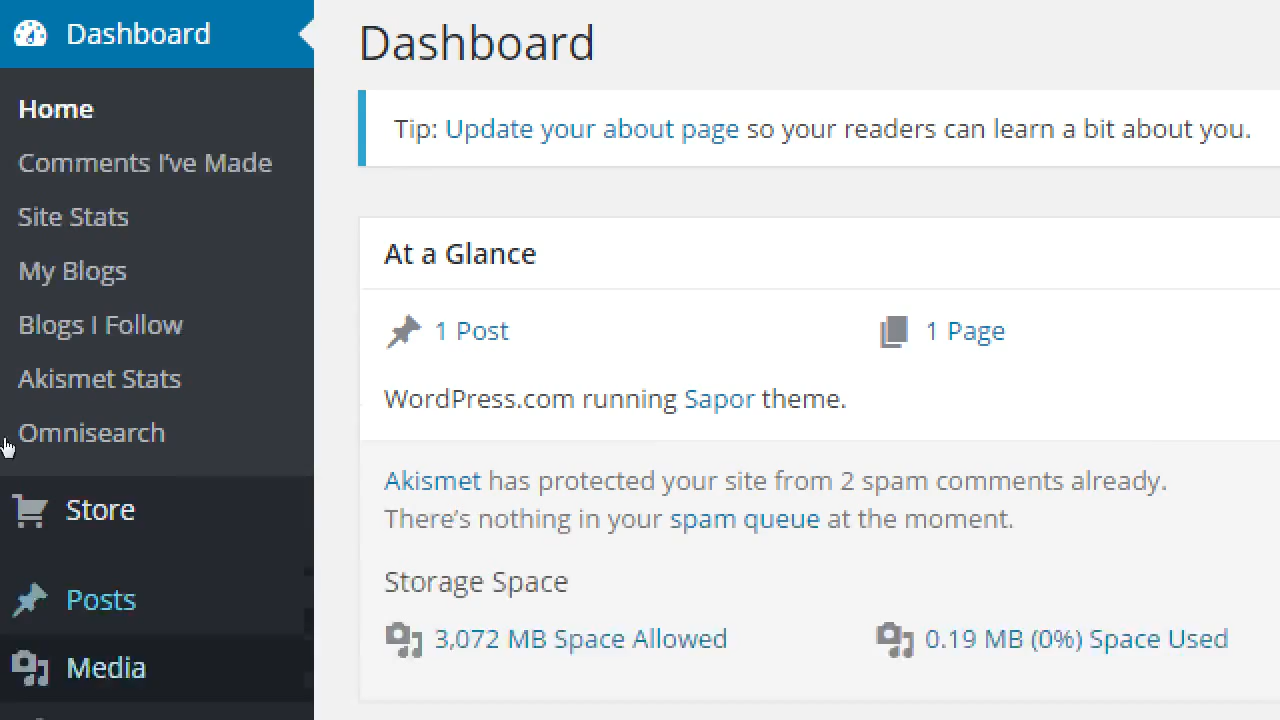 Dashboard
Home
Comments I've Made
Site Stats
My Blogs
Blogs I Follow
Akismet Stats
Omnisearch
Store
Posts
Media
Dashboard
Tip: Update your about page so your readers can learn a bit about you.
At a Glance
1 Post
1 Page
WordPress.com running Sapor theme.
Akismet has protected your site from 2 spam comments already.
There's nothing in your spam queue at the moment.
Storage Space
3,072 MB Space Allowed
0.19 MB (0%) Space Used